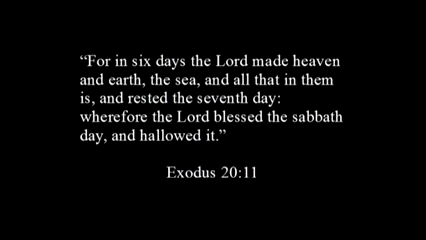 “For in six days the Lord made heaven
and earth, the sea, and all that in them
is, and rested the seventh day:
wherefore the Lord blessed the sabbath
day, and hallowed it.”
Exodus 20:11